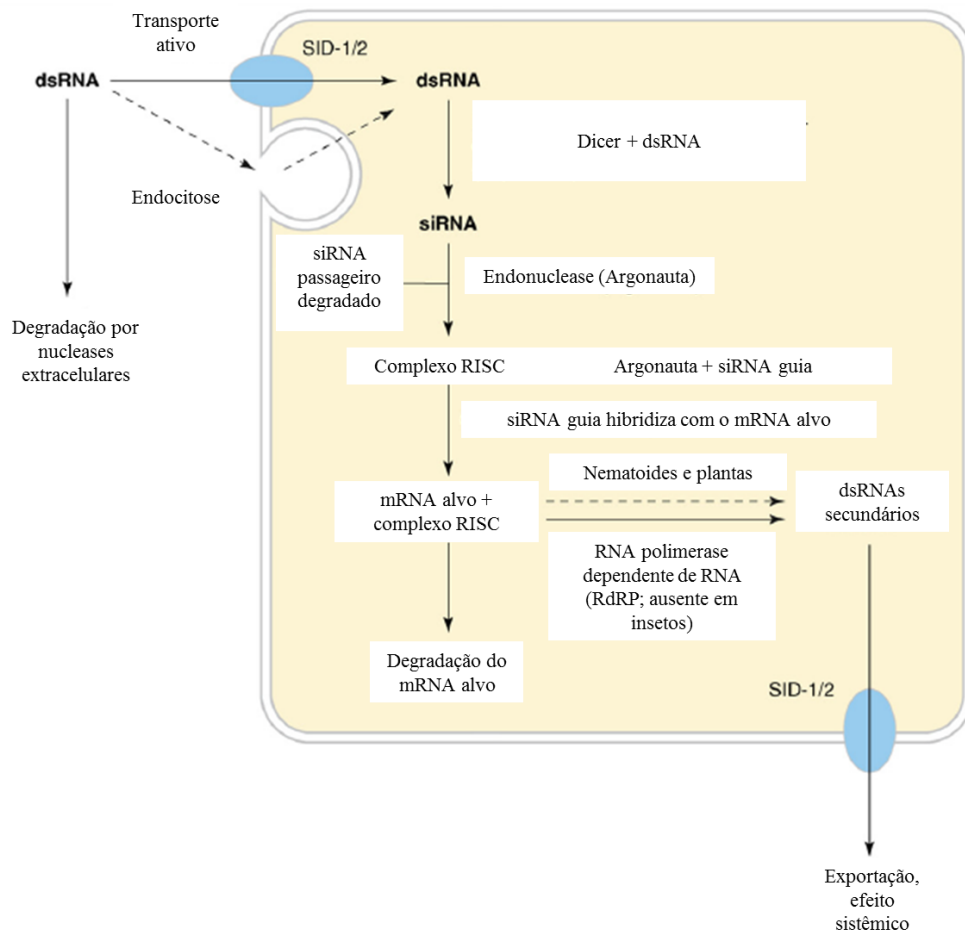 Transporte
ativo
SID-1/2
dsRNA
dsRNA
Dicer + dsRNA
Endocitose
siRNA
siRNA
passageiro
degradado
Endonuclease (Argonauta)
Degradação por
nucleases
extracelulares
Complexo RISC
Argonauta + siRNA guia
siRNA guia hibridiza com o mRNA alvo
Nematoides e plantas
mRNA alvo +
complexo RISC
dsRNAs
secundários
RNA polimerase
dependente de RNA
(RdRP; ausente em
insetos)
Degradação do
mRNA alvo
SID-1/2
Exportação,
efeito
sistêmico